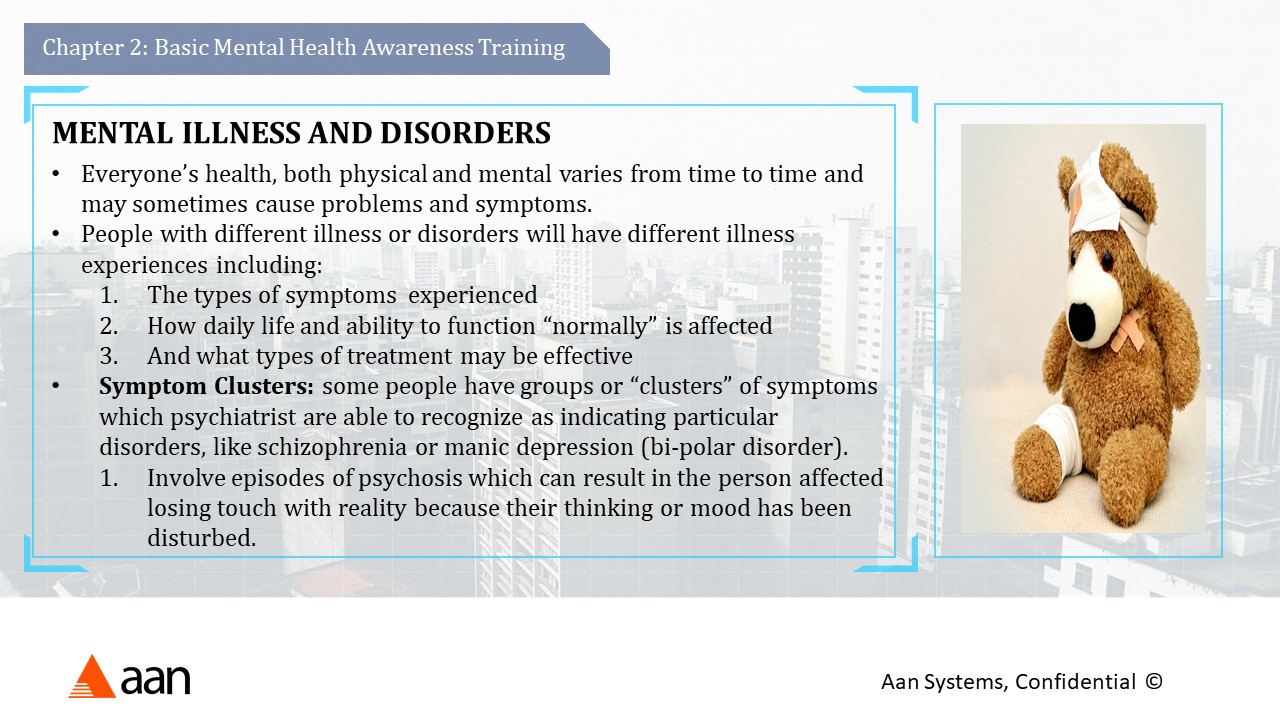 Chapter 2: Basic Mental Health Awareness Training
MENTAL ILLNESS AND DISORDERS
• Everyone’s health, both physical and mental varies from time to time and
may sometimes cause problems and symptoms.
• People with different illness or disorders will have different illness
experiences including:
1. The types of symptoms experienced
2. How daily life and ability to function “normally” is affected
3. And what types of treatment may be effective
• Symptom Clusters: some people have groups or “clusters” of symptoms
which psychiatrist are able to recognize as indicating particular
disorders, like schizophrenia or manic depression (bi-polar disorder).
1. Involve episodes of psychosis which can result in the person affected
losing touch with reality because their thinking or mood has been
disturbed.
aan
Aan Systems, Confidential ©